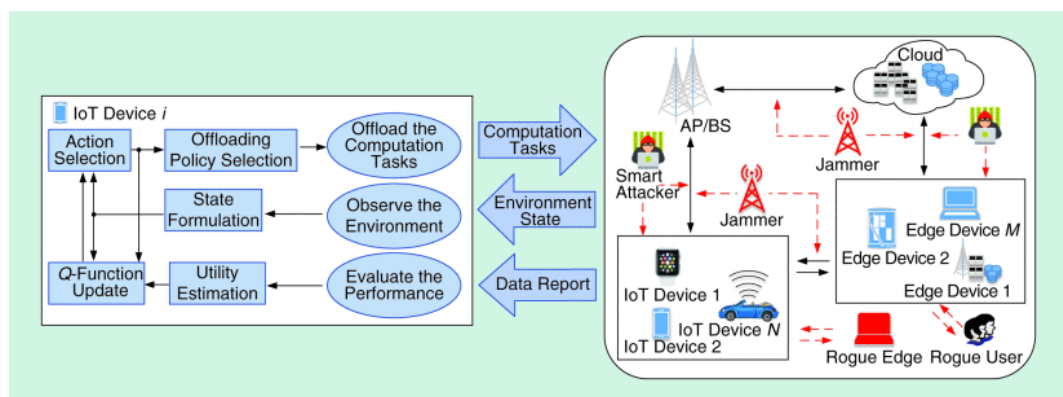 IoT Device i
Action
Selection
Offloading
Policy Selection
Offload the
Computation
Tasks
State
Formulation
Observe the
Environment
Q-Function
Update
Utility
Estimation
Evaluate the
Performance
Computation
Tasks
Environment
State
Data Report
Cloud
AP/BS
Smart
Attacker
Jammer
Jammer
Edge Device M
Edge Device 2
Edge Device 1
IoT Device 1
IoT Device N
IoT Device 2
Rogue Edge
Rogue User